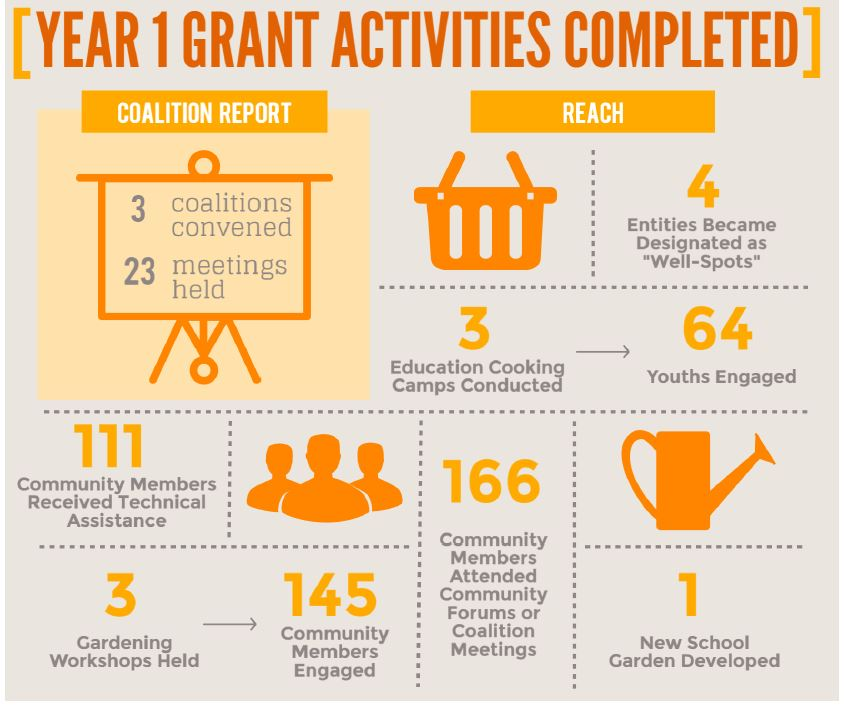 [YEAR 1 GRANT ACTIVITIES COMPLETED]
COALITION REPORT
3 coalitions
convened
23 meetings
held
REACH
4
Entities Became
Designated as
"Well-Spots"
3
Education Cooking
Camps Conducted
64
Youths Engaged
111
Community Members
Received Technical
Assistance
166
Community
Members
Attended
Community
Forums or
Coalition
Meetings
3
Gardening
Workshops Held
145
Community
Members
Engaged
1
New School
Garden Developed